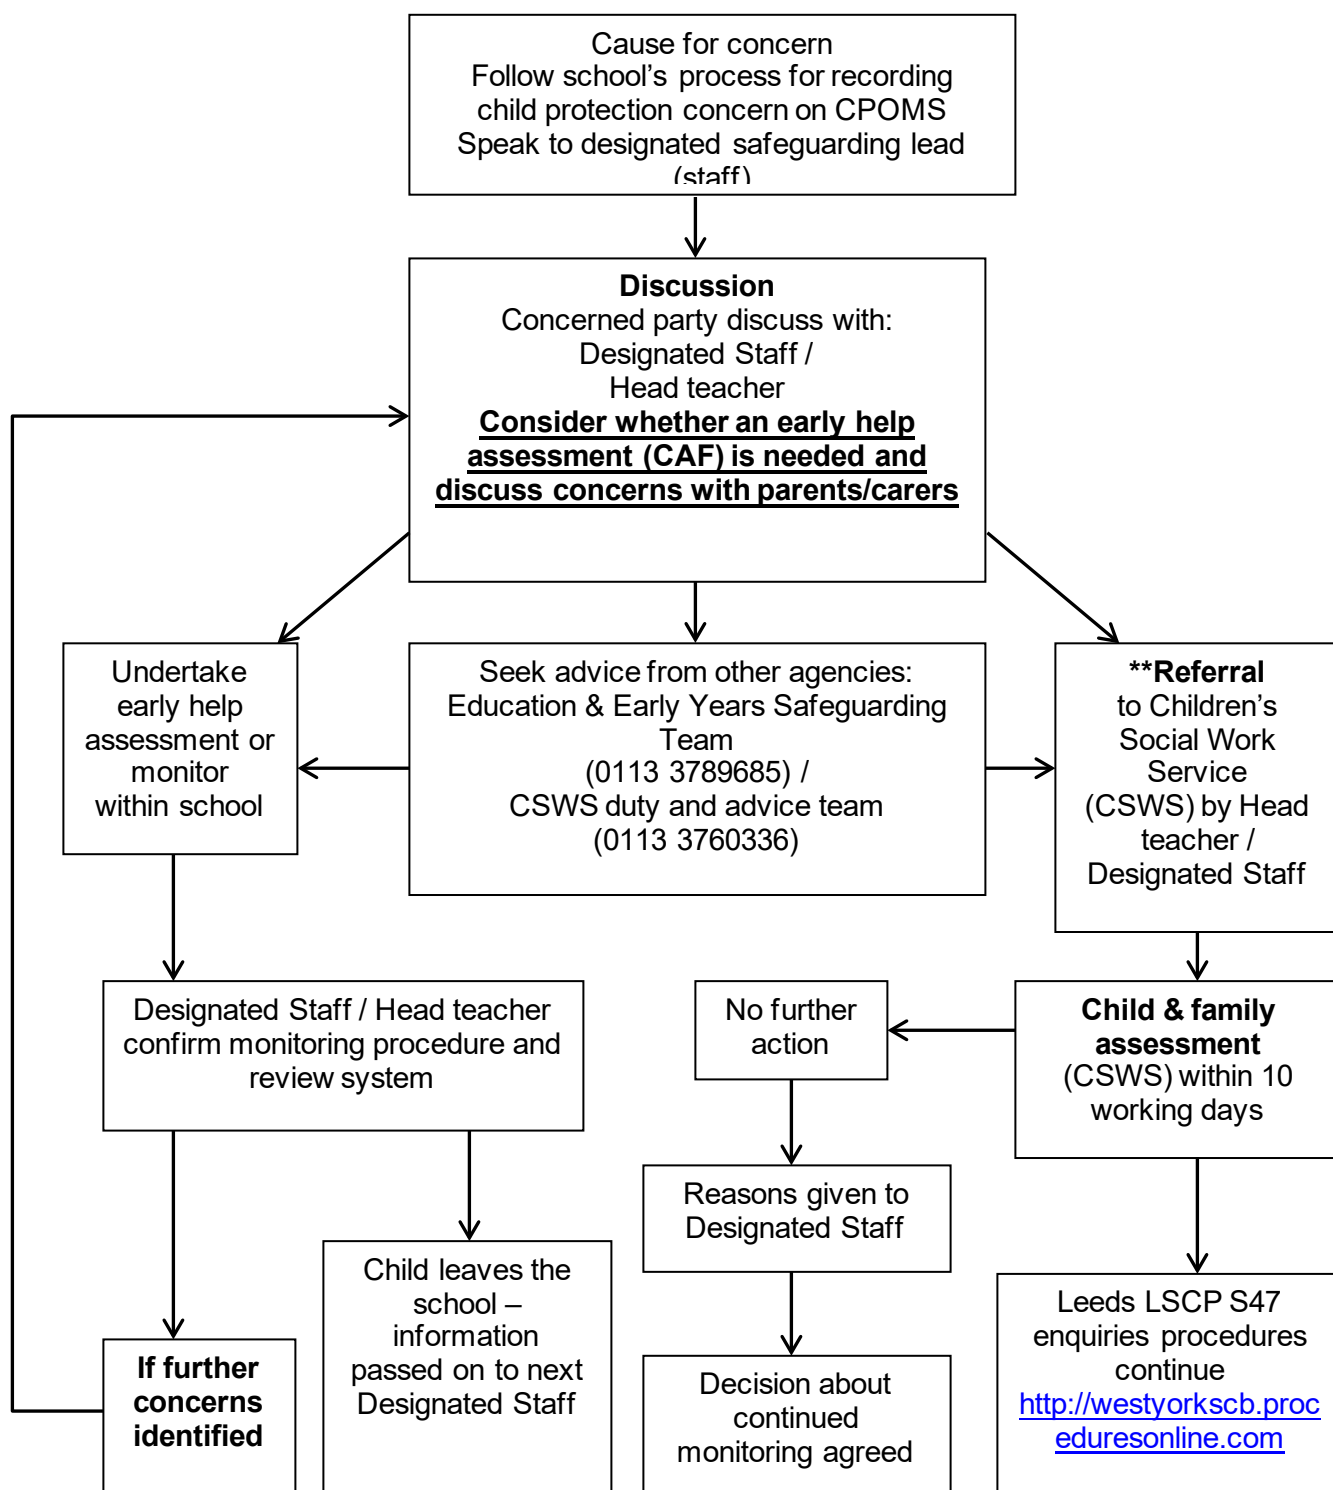 Cause for concern
Follow school's process for recording
child protection concern on CPOMS
Speak to designated safeguarding lead
(staff)
Discussion
Concerned party discuss with:
Designated Staff /
Head teacher
Consider whether an early help
assessment (CAF) is needed and
discuss concerns with parents/carers
Undertake
early help
assessment or
monitor
within school
Seek advice from other agencies:
Education & Early Years Safeguarding
Team
(0113 3789685) /
CSWS duty and advice team
(0113 3760336)
**Referral
to Children's
Social Work
Service
(CSWS) by Head
teacher /
Designated Staff
Designated Staff / Head teacher
confirm monitoring procedure and
review system
No further
action
Child & family
assessment
(CSWS) within 10
working days
Reasons given to
Designated Staff
Child leaves the
school –
information
passed on to next
Designated Staff
If further
concerns
identified
Decision about
continued
monitoring agreed
Leeds LSCP S47
enquiries procedures
continue
http://westyorkscb.proc
eduresonline.com